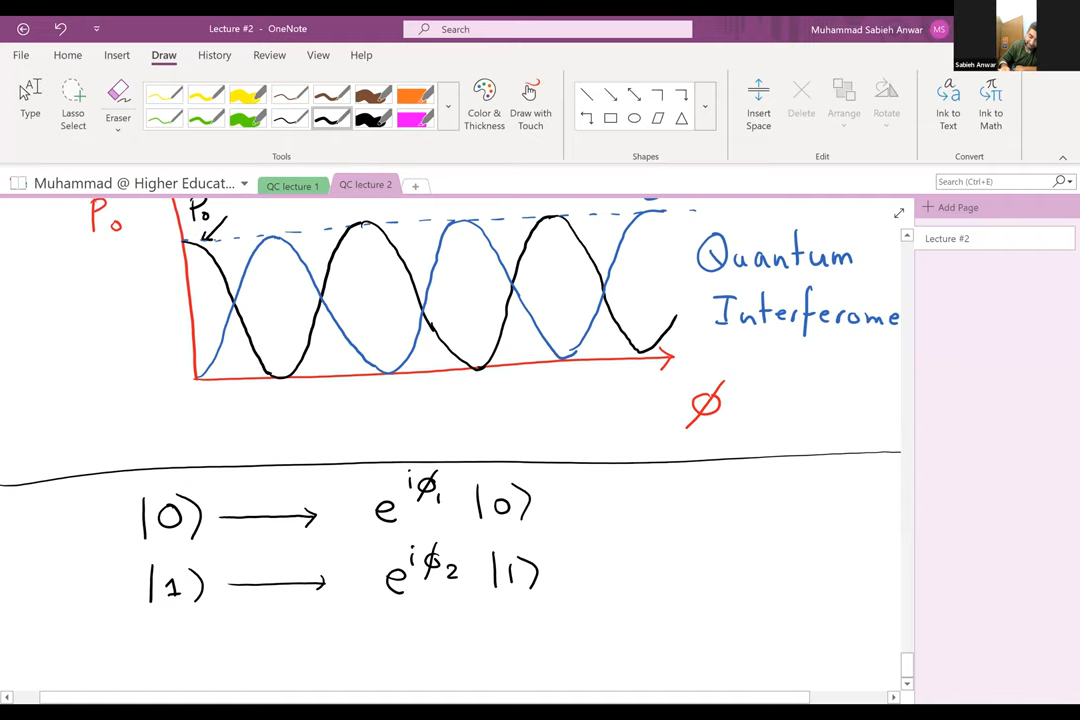 Lecture #2 - OneNote
Search
Muhammad Sabieh Anwar
MS
Sabieh Anwar
File
Home
Insert
Draw
History
Review
View
Help
Type
Lasso Select
Eraser
Color & Thickness
Draw with Touch
Insert Space
Delete
Arrange
Rotate
a
Ink to Text
π
Ink to Math
Tools
Shapes
Edit
Convert
Muhammad @ Higher Educat...
QC lecture 1
QC lecture 2
Search (Ctrl+E)
Add Page
Lecture #2
P₀
P₀
Quantum
Interferome
ϕ
|0⟩ ⟶ e^{iϕ₁} |0⟩
|1⟩ ⟶ e^{iϕ₂} |1⟩